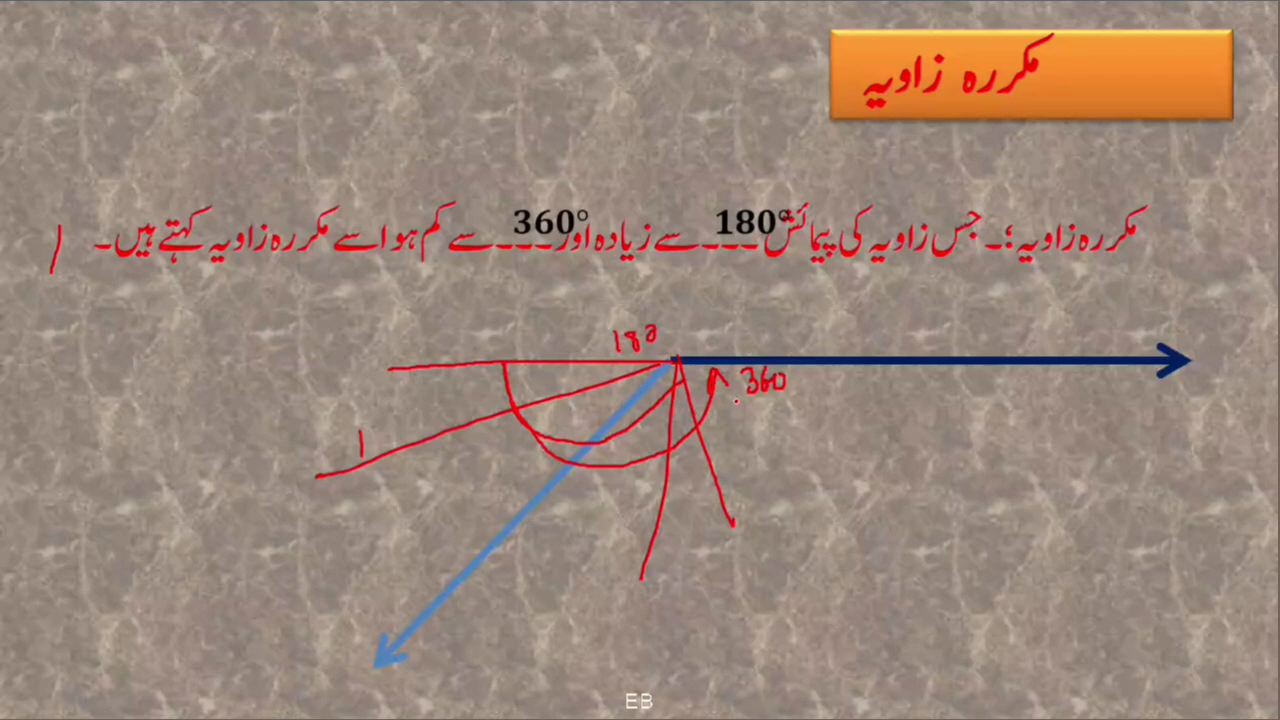 مکررہ زاویہ
مکررہ زاویہ ؛۔ جس زاویہ کی پیمائش 180° ۔۔۔۔ سے زیادہ اور 360° ۔۔۔۔ سے کم ہو اسے مکررہ زاویہ کہتے ہیں۔
180
360
EB